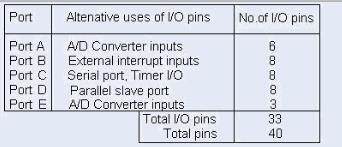 Port Altenative uses of I/O pins No.of I/O pins
Port A A/D Converter inputs 6
Port B External interrupt inputs 8
Port C Serial port, Timer I/O 8
Port D Parallel slave port 8
Port E A/D Converter inputs 3
Total I/O pins 33
Total pins 40